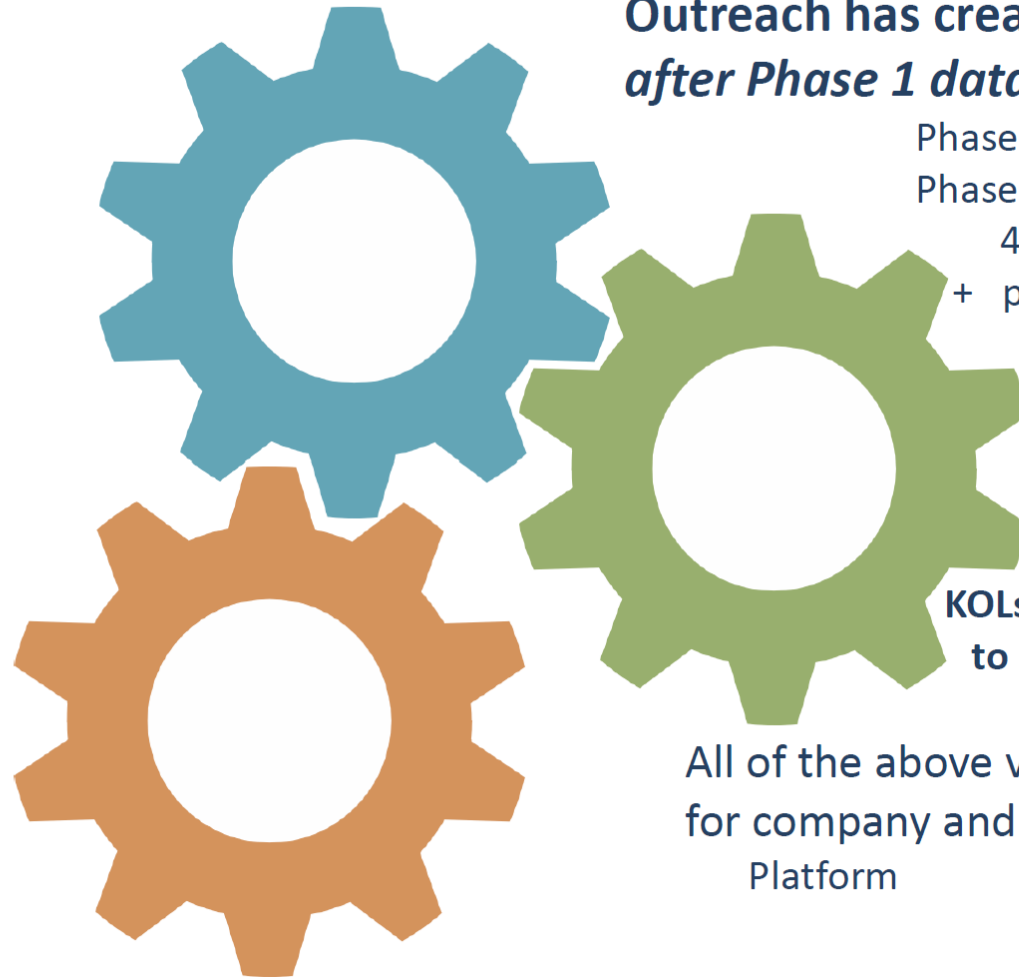 Outreach has crea
after Phase 1 data
Phase
Phase
4
+ p
KOLs
to
All of the above v
for company and
Platform